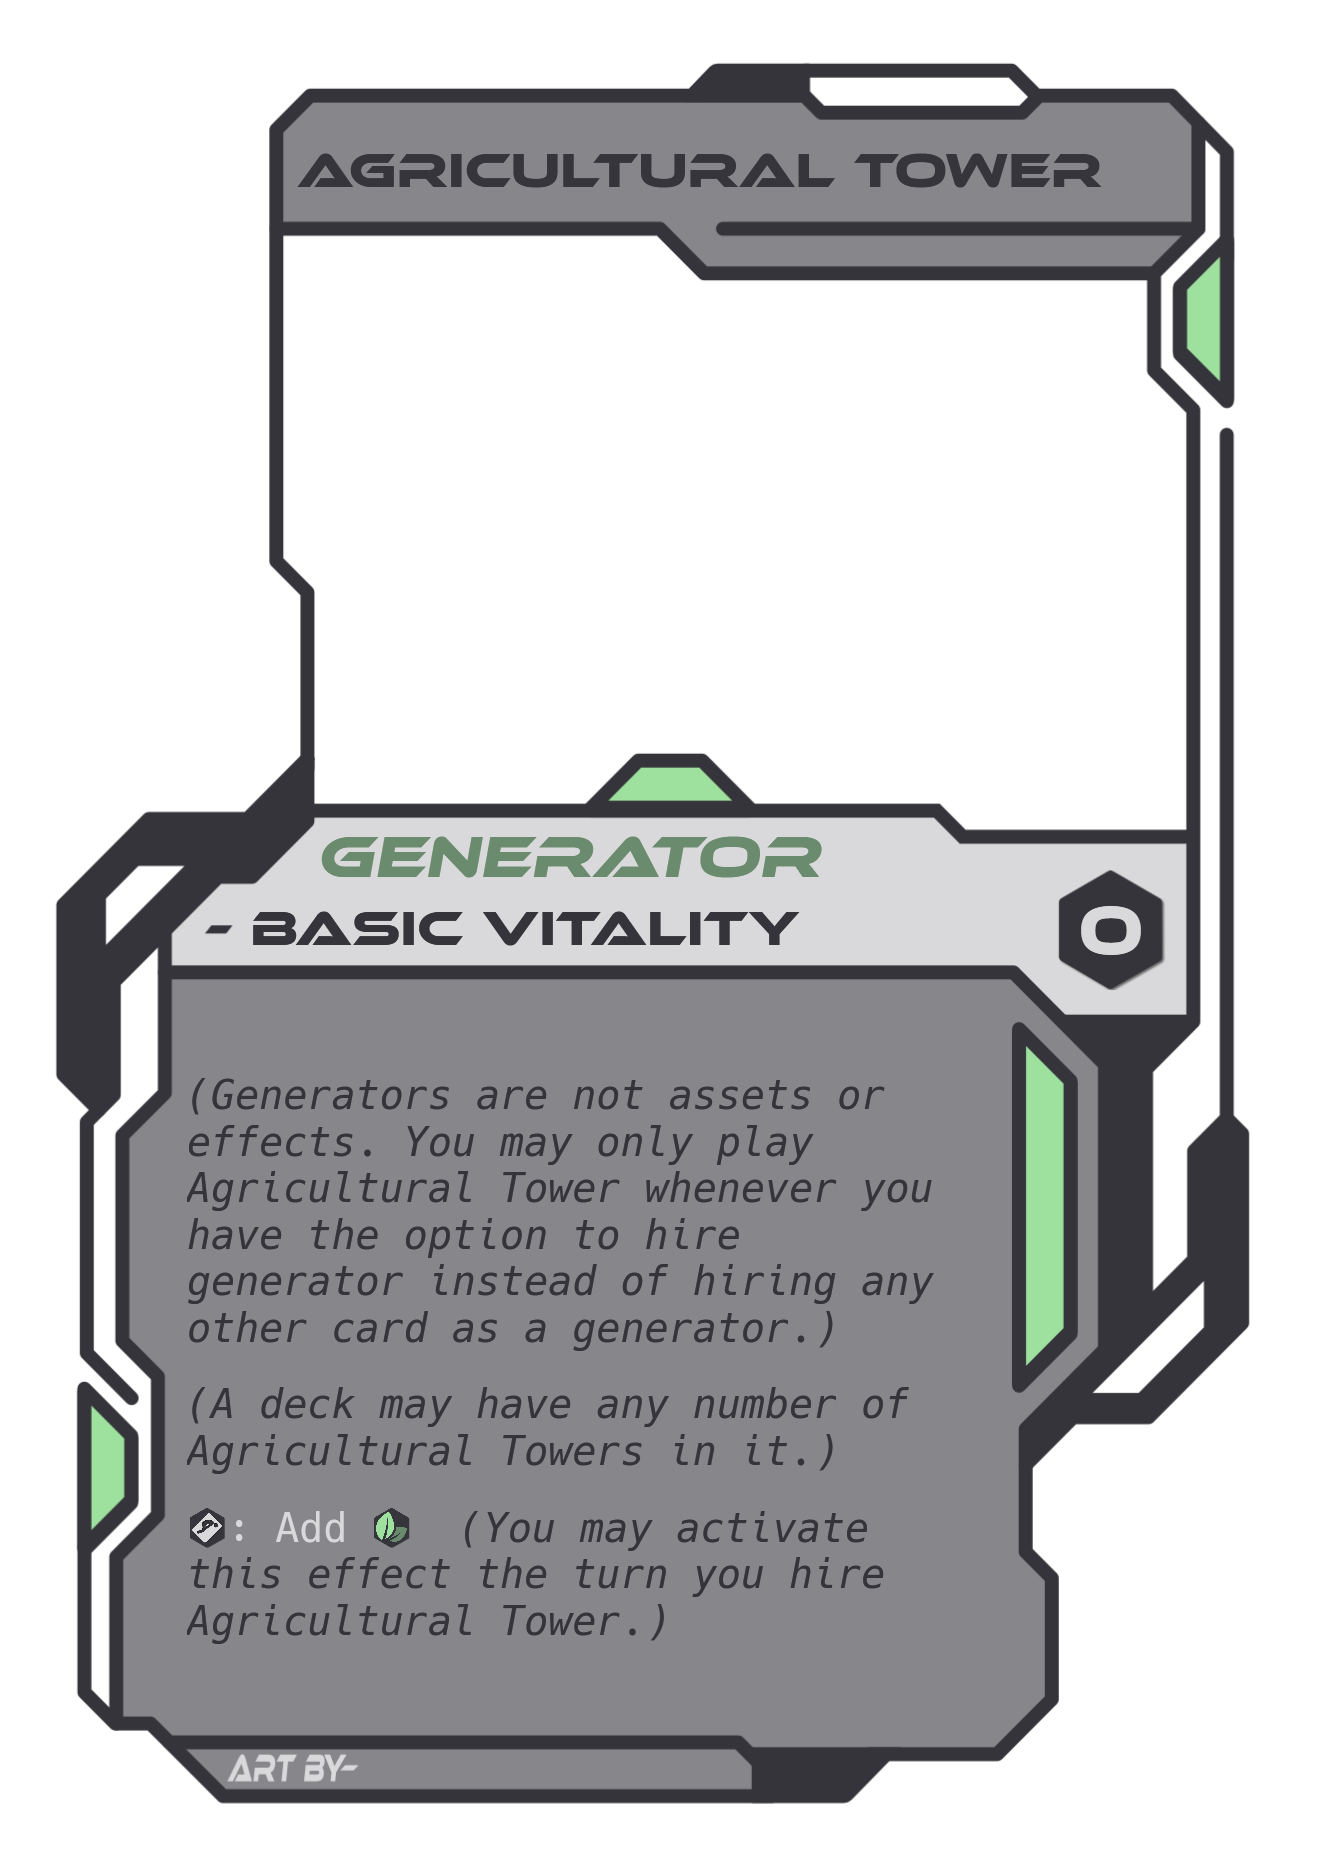 AGRICULTURAL TOWER
GENERATOR
- BASIC VITALITY
0
(Generators are not assets or
effects. You may only play
Agricultural Tower whenever you
have the option to hire
generator instead of hiring any
other card as a generator.)
(A deck may have any number of
Agricultural Towers in it.)
: Add (You may activate
this effect the turn you hire
Agricultural Tower.)
ART BY-